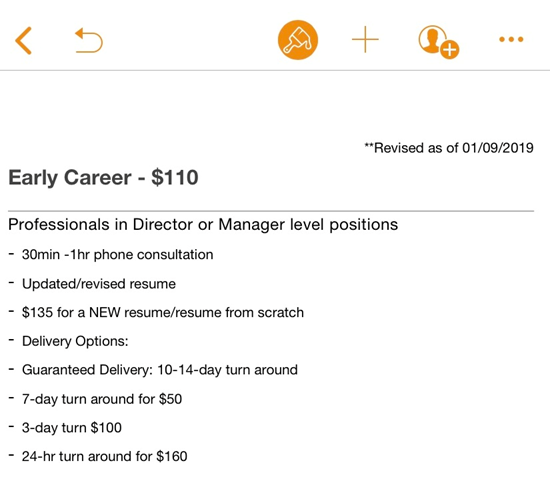 **Revised as of 01/09/2019
Early Career - $110
Professionals in Director or Manager level positions
- 30min -1hr phone consultation
- Updated/revised resume
- $135 for a NEW resume/resume from scratch
- Delivery Options:
- Guaranteed Delivery: 10-14-day turn around
- 7-day turn around for $50
- 3-day turn $100
- 24-hr turn around for $160